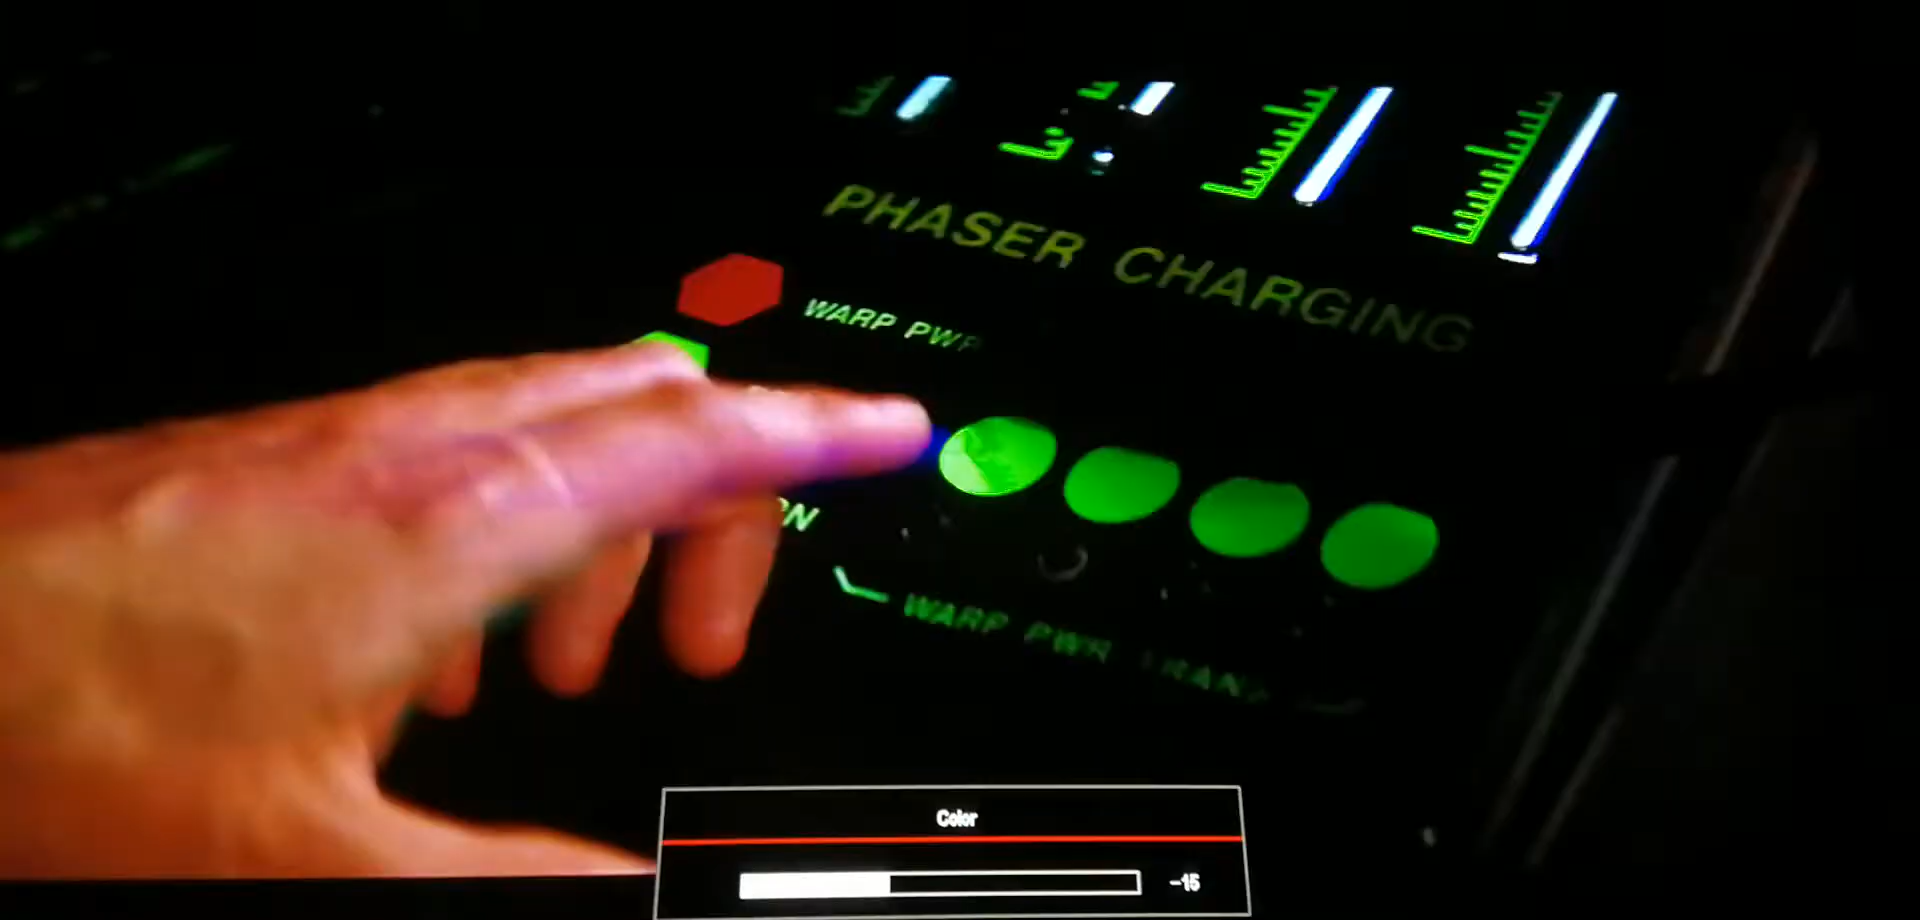 PHASER CHARGING
WARP PWR
WARP PWR
Color
-15